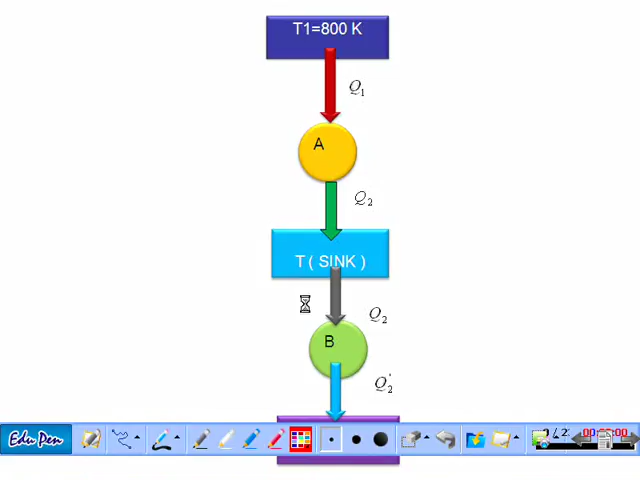 T1=800 K
Q1
A
Q2
T ( SINK )
Q2
B
Q2'
Edu Pen